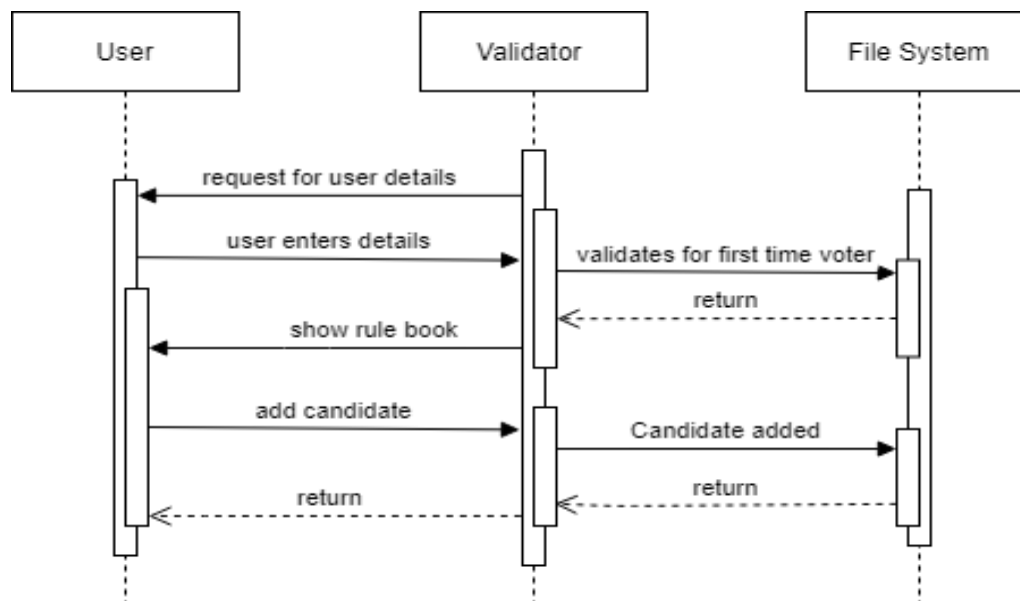 User
Validator
File System
request for user details
user enters details
validates for first time voter
return
show rule book
add candidate
Candidate added
return
return